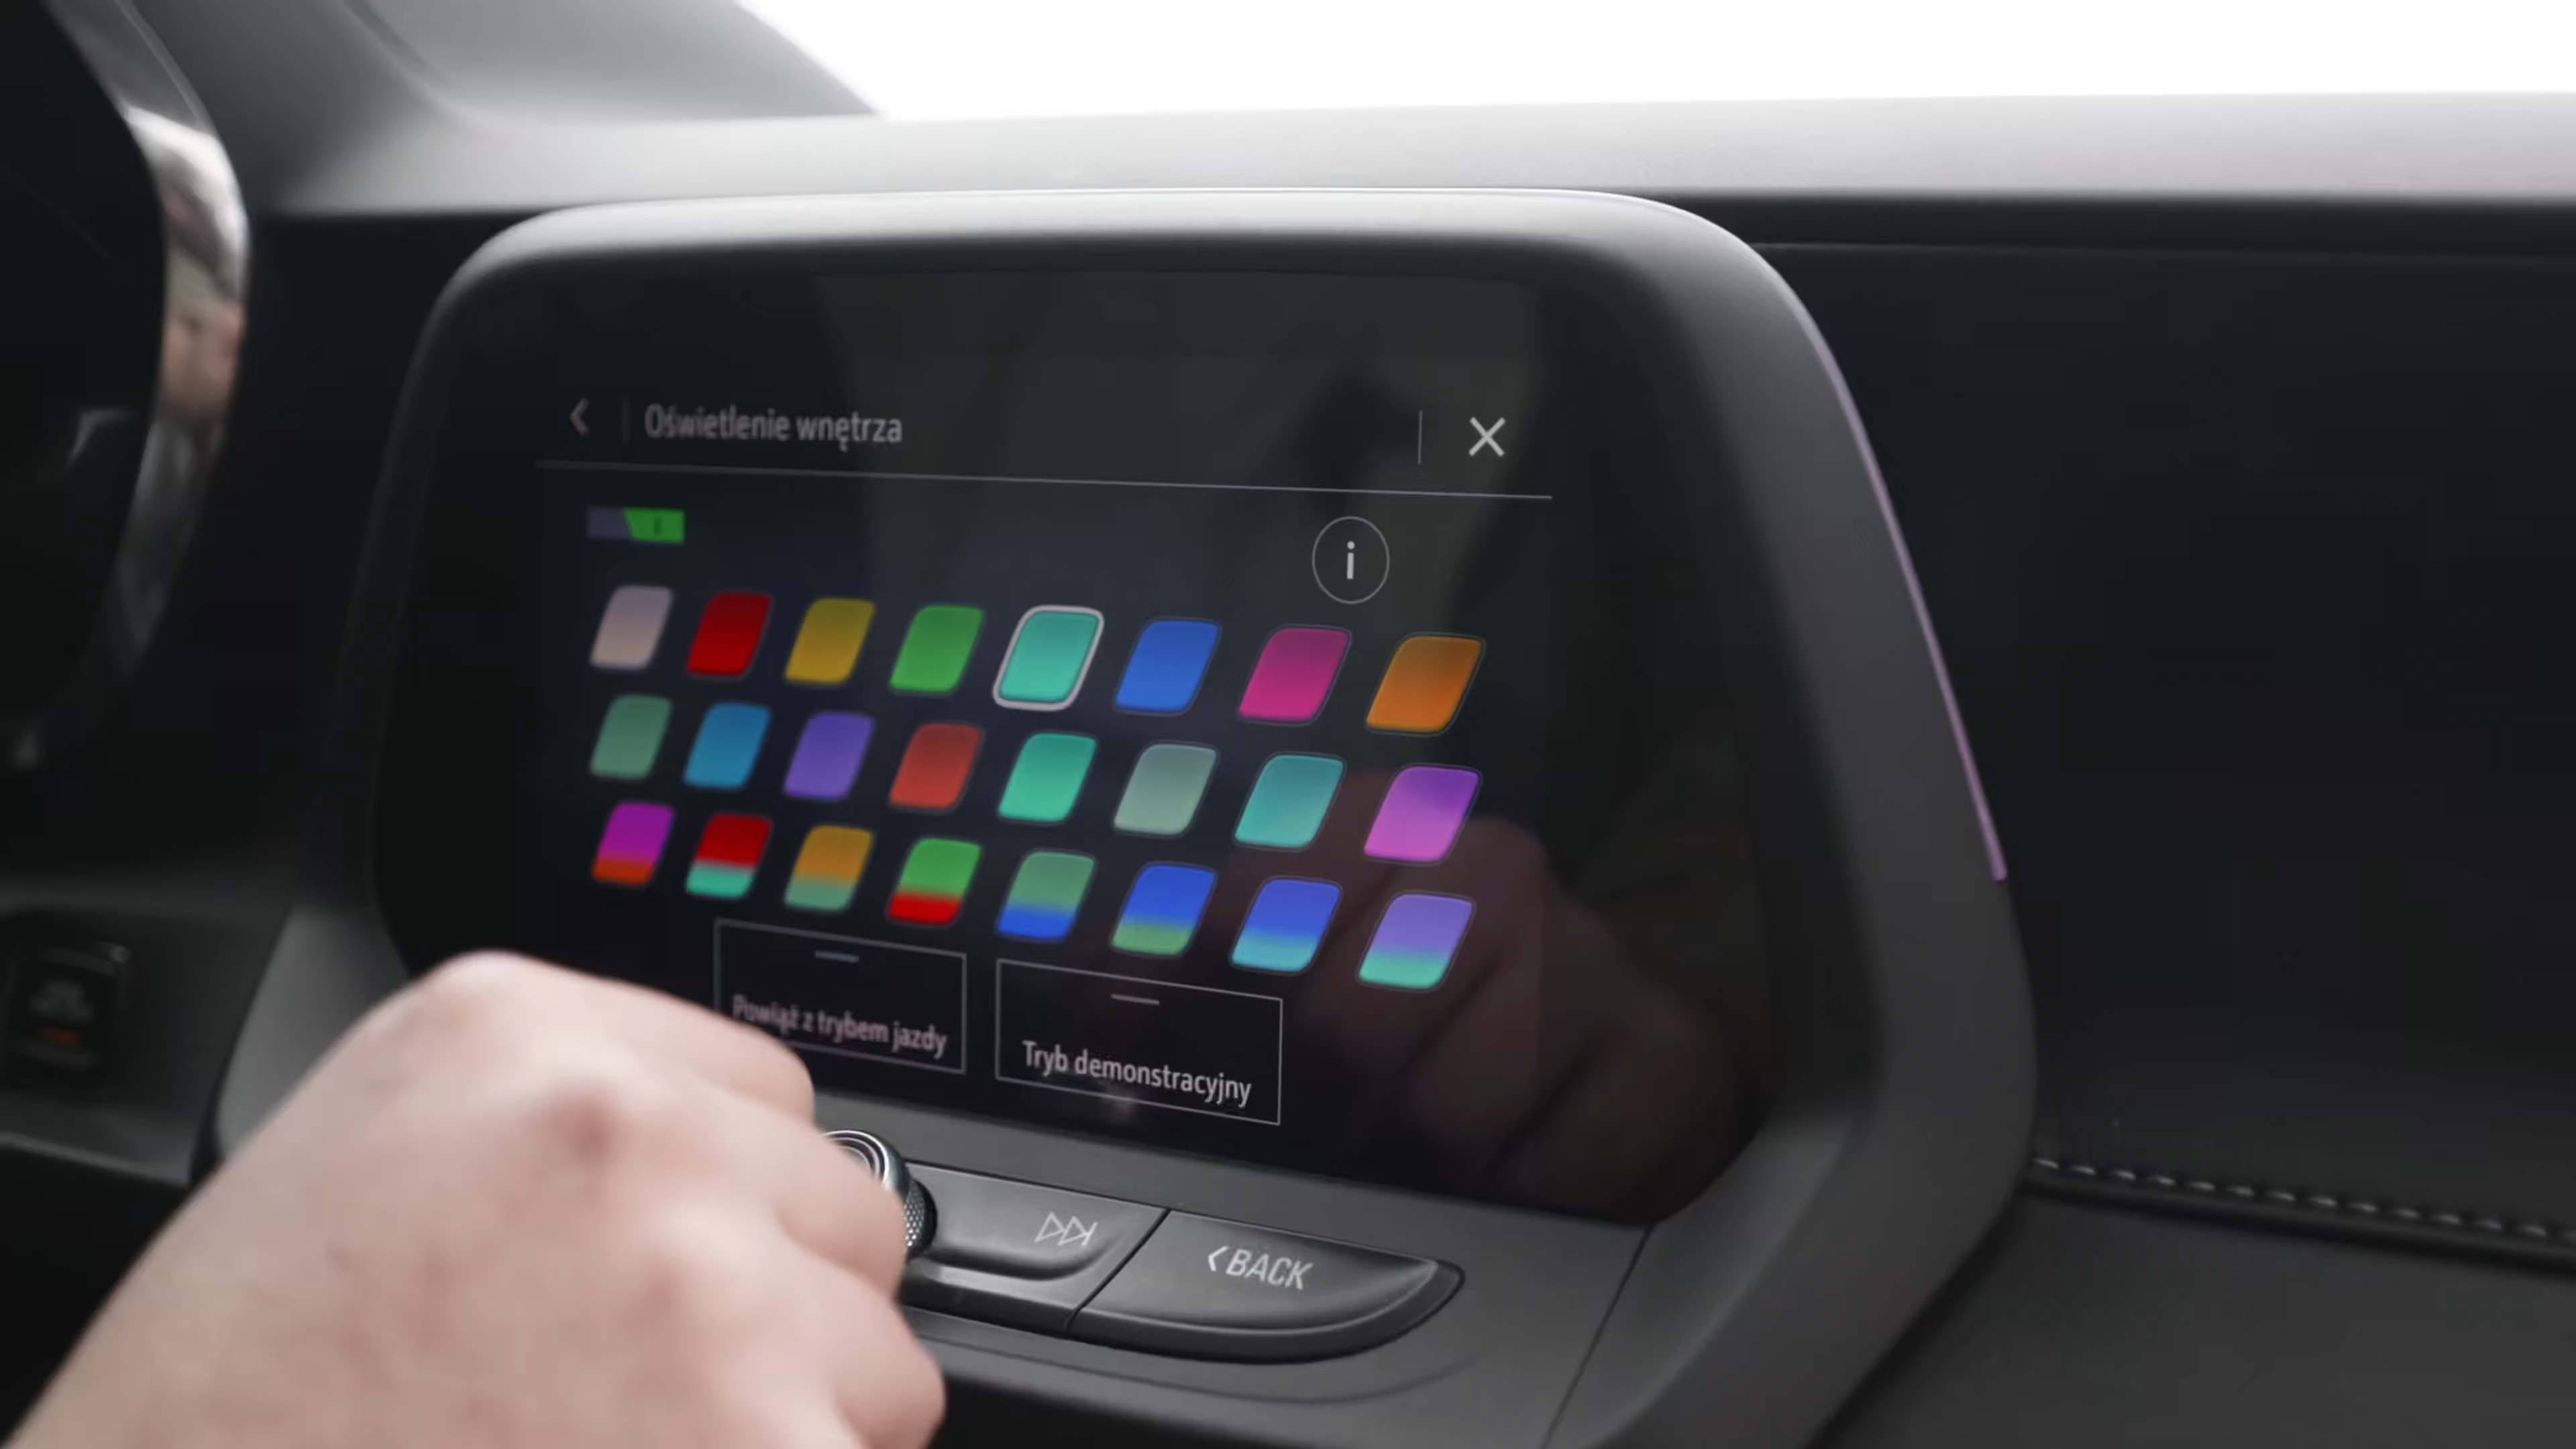 Oświetlenie wnętrza
i
Powiąż z trybem jazdy
Tryb demonstracyjny
<BACK